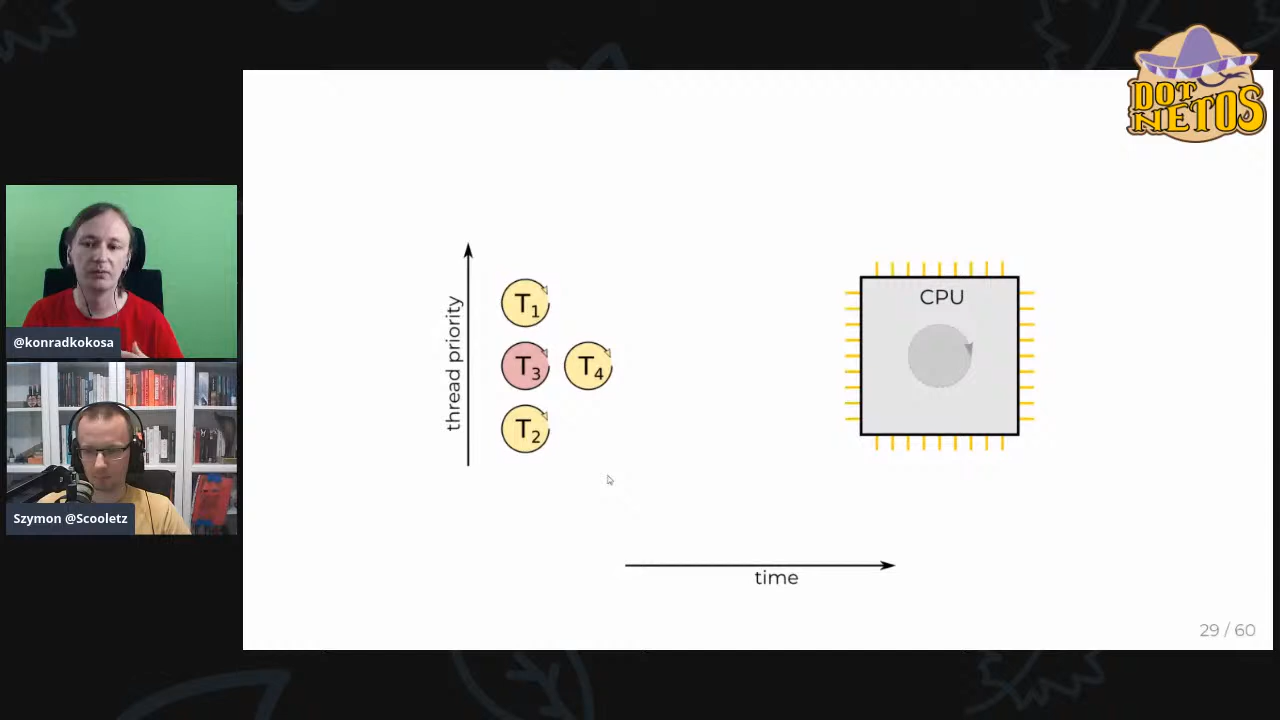 DOT
NETOS
CPU
thread priority
T1
T3
T4
T2
@konradkokosa
Szymon @Scooletz
time
29 / 60